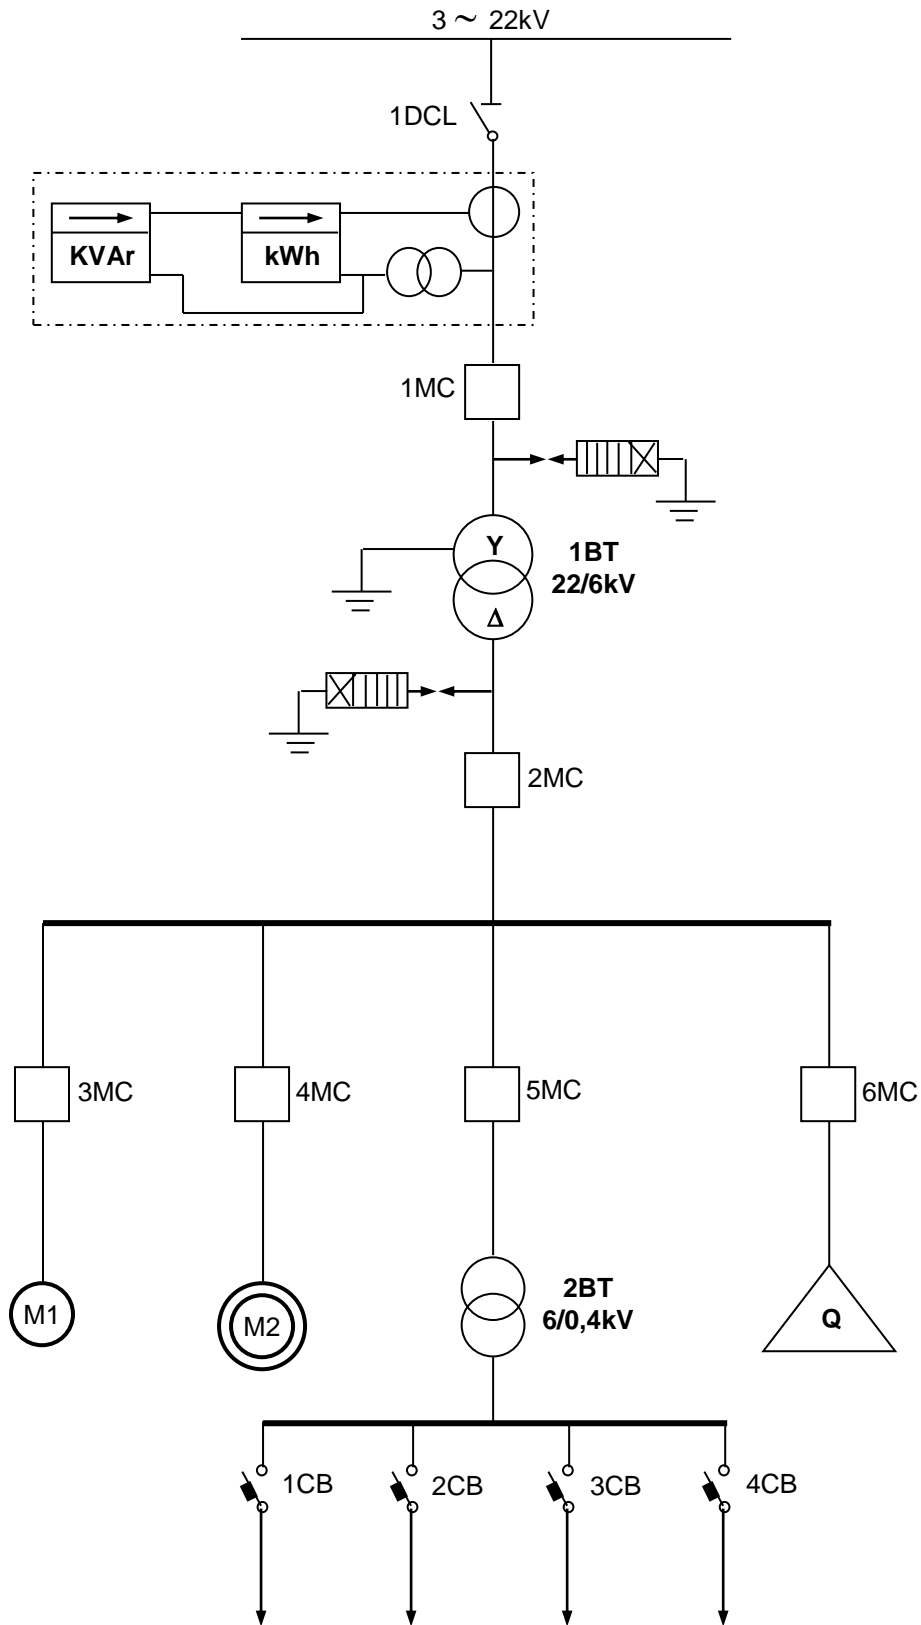 3 ~ 22kV
1DCL
KVAr
kWh
1MC
Y
1BT
22/6kV
Δ
2MC
3MC
4MC
5MC
6MC
M1
M2
2BT
6/0,4kV
Q
1CB
2CB
3CB
4CB